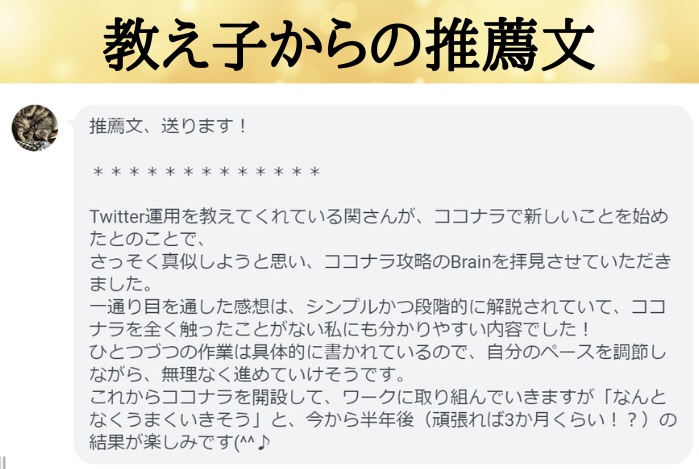 教え子からの推薦文
推薦文、送ります！
＊＊＊＊＊＊＊＊＊＊＊＊＊
Twitter運用を教えてくれている関さんが、ココナラで新しいことを始め
たとのことで、
さっそく真似しようと思い、ココナラ攻略のBrainを拝見させていただき
ました。
一通り目を通した感想は、シンプルかつ段階的に解説されていて、ココ
ナラを全く触ったことがない私にも分かりやすい内容でした！
ひとつづつの作業は具体的に書かれているので、自分のペースを調節し
ながら、無理なく進めていけそうです。
これからココナラを開設して、ワークに取り組んでいきますが「なんと
なくうまくいきそう」と、今から半年後（頑張れば3か月くらい！？）の
結果が楽しみです(^^♪